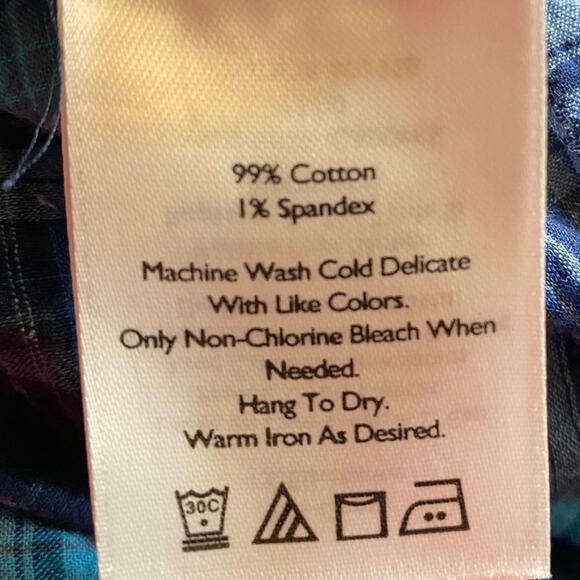 99% Cotton
1% Spandex
Machine Wash Cold Delicate
With Like Colors.
Only Non-Chlorine Bleach When
Needed.
Hang To Dry.
Warm Iron As Desired.
30C